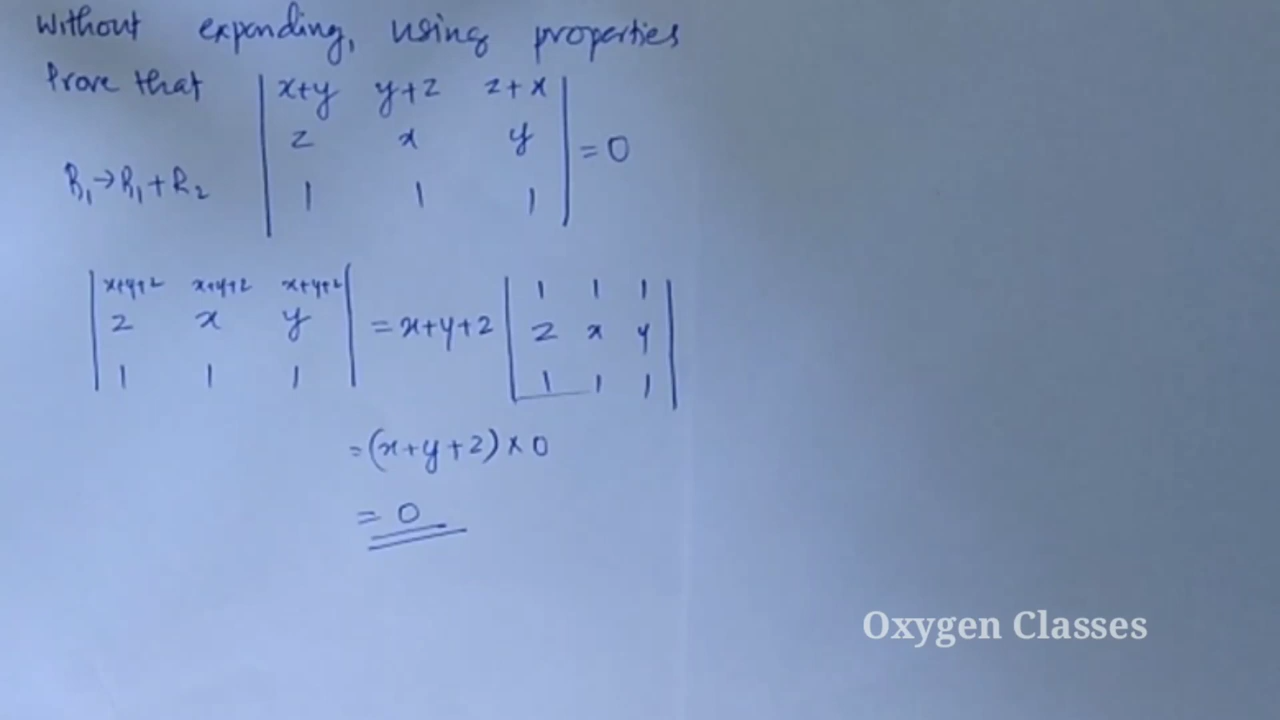 Without expanding, using properties
Prove that
| x+y y+z z+x |
| z x y | = 0
R₁→R₁+R₂
| 1 1 1 |
| x+y+z x+y+z x+y+z | | 1 1 1 |
| z x y | = x+y+z | z x y |
| 1 1 1 | | 1 1 1 |
= (x+y+z) × 0
= 0
Oxygen Classes